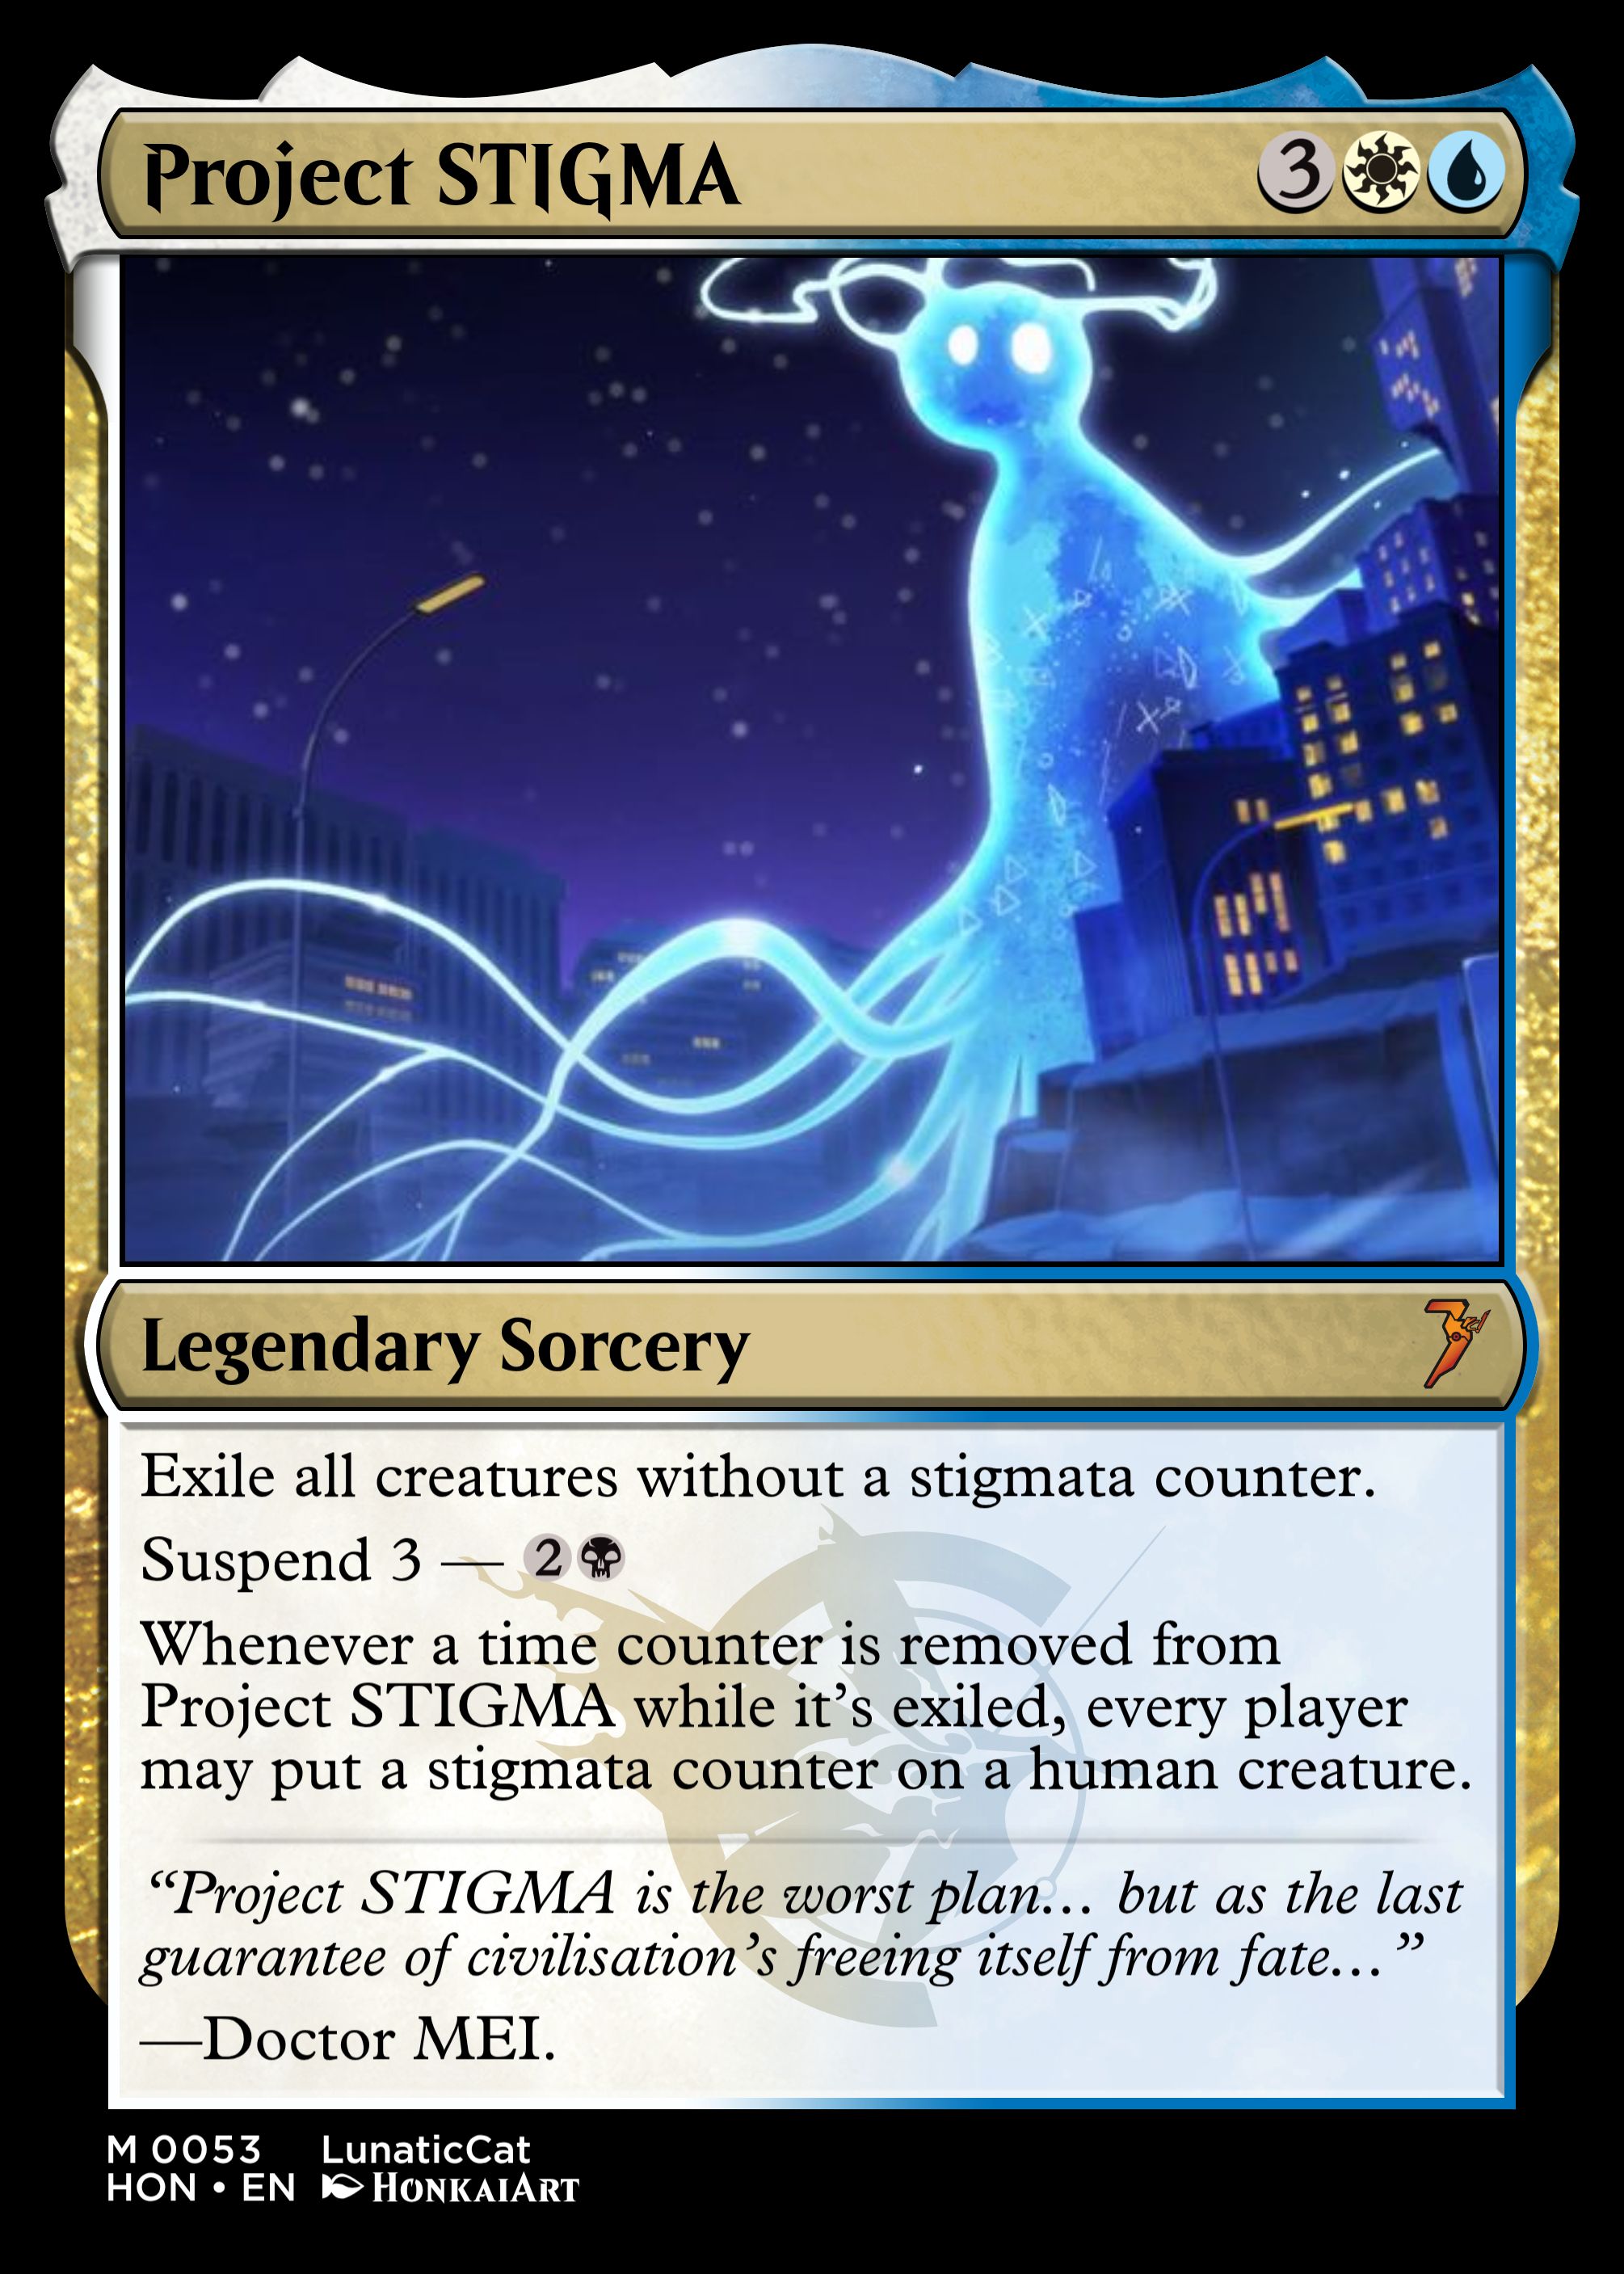 Project STIGMA 3
Legendary Sorcery
Exile all creatures without a stigmata counter.
Suspend 3 — 2
Whenever a time counter is removed from
Project STIGMA while it’s exiled, every player
may put a stigmata counter on a human creature.
“Project STIGMA is the worst plan… but as the last
guarantee of civilisation’s freeing itself from fate…”
—Doctor MEI.
M 0053 LunaticCat
HON • EN HONKAIART